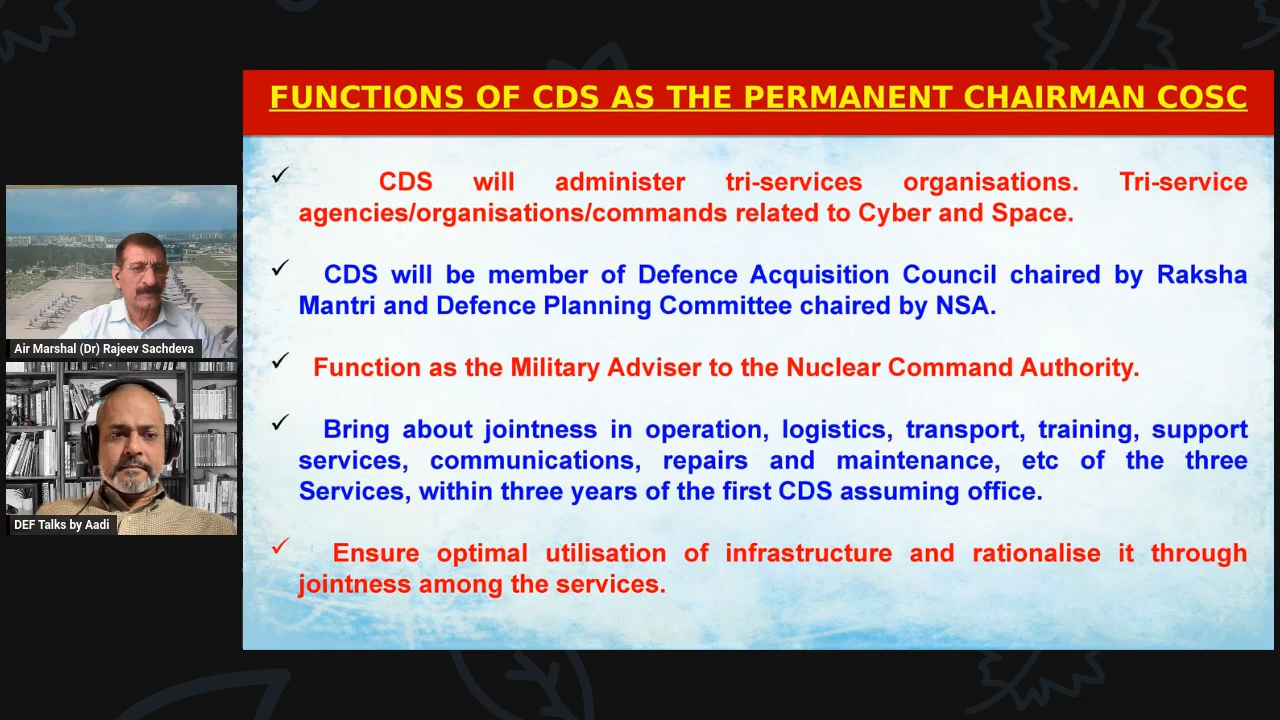 FUNCTIONS OF CDS AS THE PERMANENT CHAIRMAN COSC
CDS will administer tri-services organisations. Tri-service
agencies/organisations/commands related to Cyber and Space.
CDS will be member of Defence Acquisition Council chaired by Raksha
Mantri and Defence Planning Committee chaired by NSA.
Function as the Military Adviser to the Nuclear Command Authority.
Bring about jointness in operation, logistics, transport, training, support
services, communications, repairs and maintenance, etc of the three
Services, within three years of the first CDS assuming office.
Ensure optimal utilisation of infrastructure and rationalise it through
jointness among the services.
Air Marshal (Dr) Rajeev Sachdeva
DEF Talks by Aadi